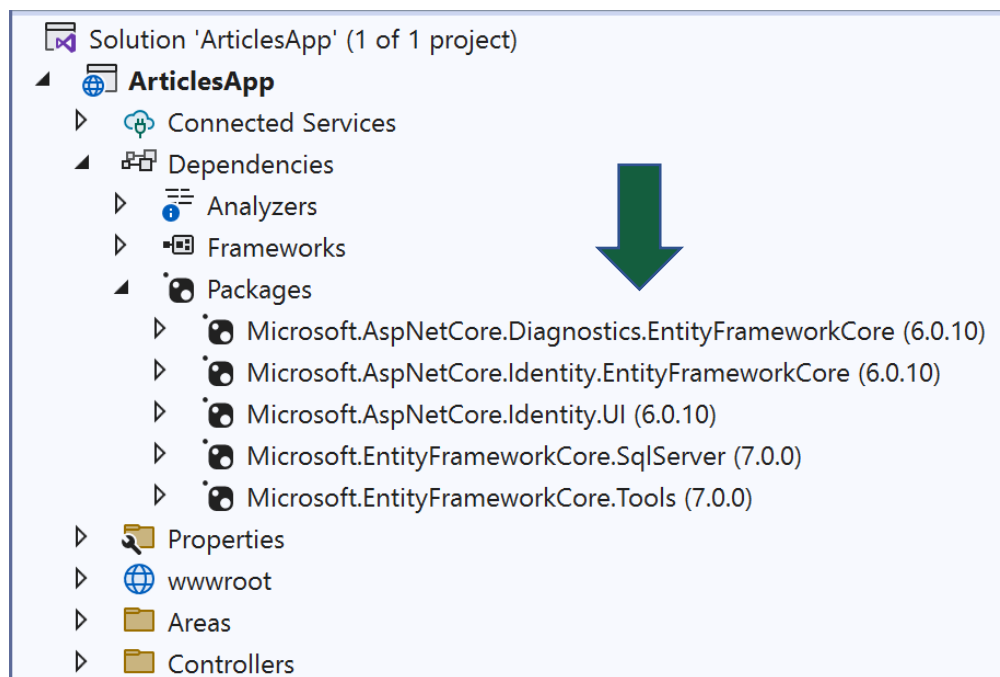 Solution 'ArticlesApp' (1 of 1 project)
ArticlesApp
Connected Services
Dependencies
Analyzers
Frameworks
Packages
Microsoft.AspNetCore.Diagnostics.EntityFrameworkCore (6.0.10)
Microsoft.AspNetCore.Identity.EntityFrameworkCore (6.0.10)
Microsoft.AspNetCore.Identity.UI (6.0.10)
Microsoft.EntityFrameworkCore.SqlServer (7.0.0)
Microsoft.EntityFrameworkCore.Tools (7.0.0)
Properties
wwwroot
Areas
Controllers